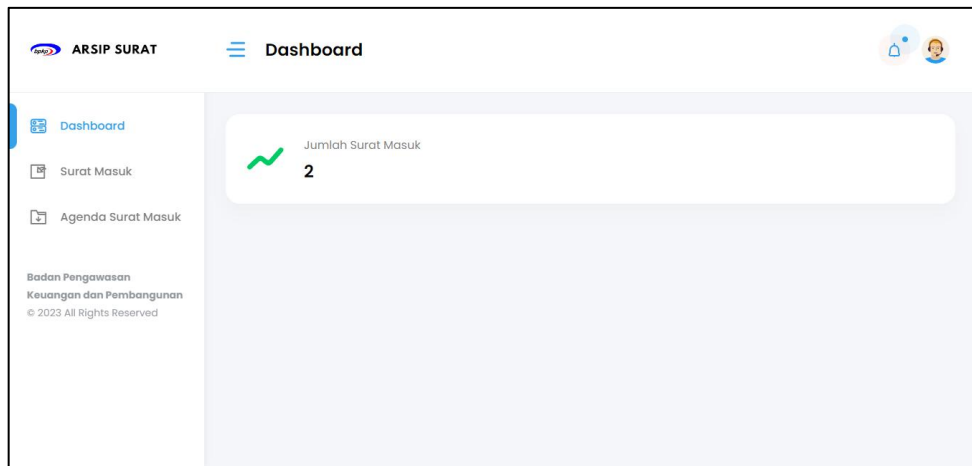 bpkp
ARSIP SURAT
Dashboard
Dashboard
Surat Masuk
Agenda Surat Masuk
Badan Pengawasan
Keuangan dan Pembangunan
© 2023 All Rights Reserved
Jumlah Surat Masuk
2